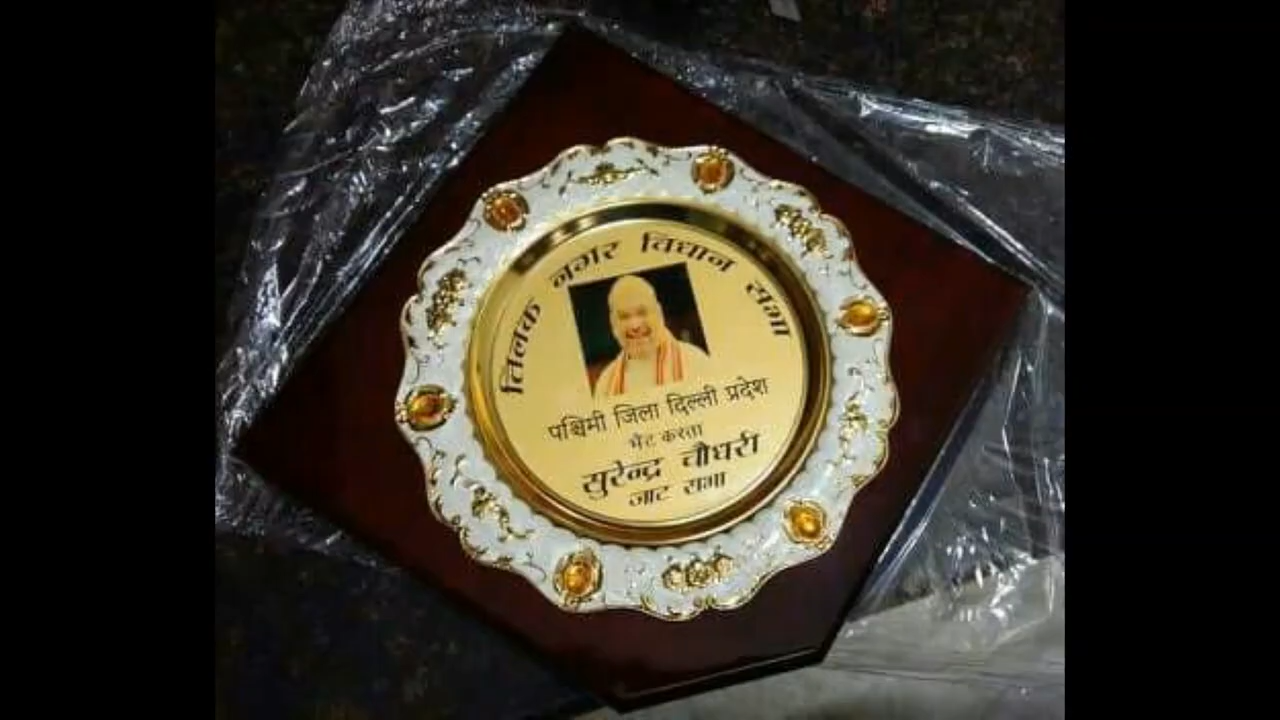 तिलक नगर विधान सभा
पश्चिमी जिला दिल्ली प्रदेश
भेंट करता
सुरेन्द्र चौधरी
जाट सभा